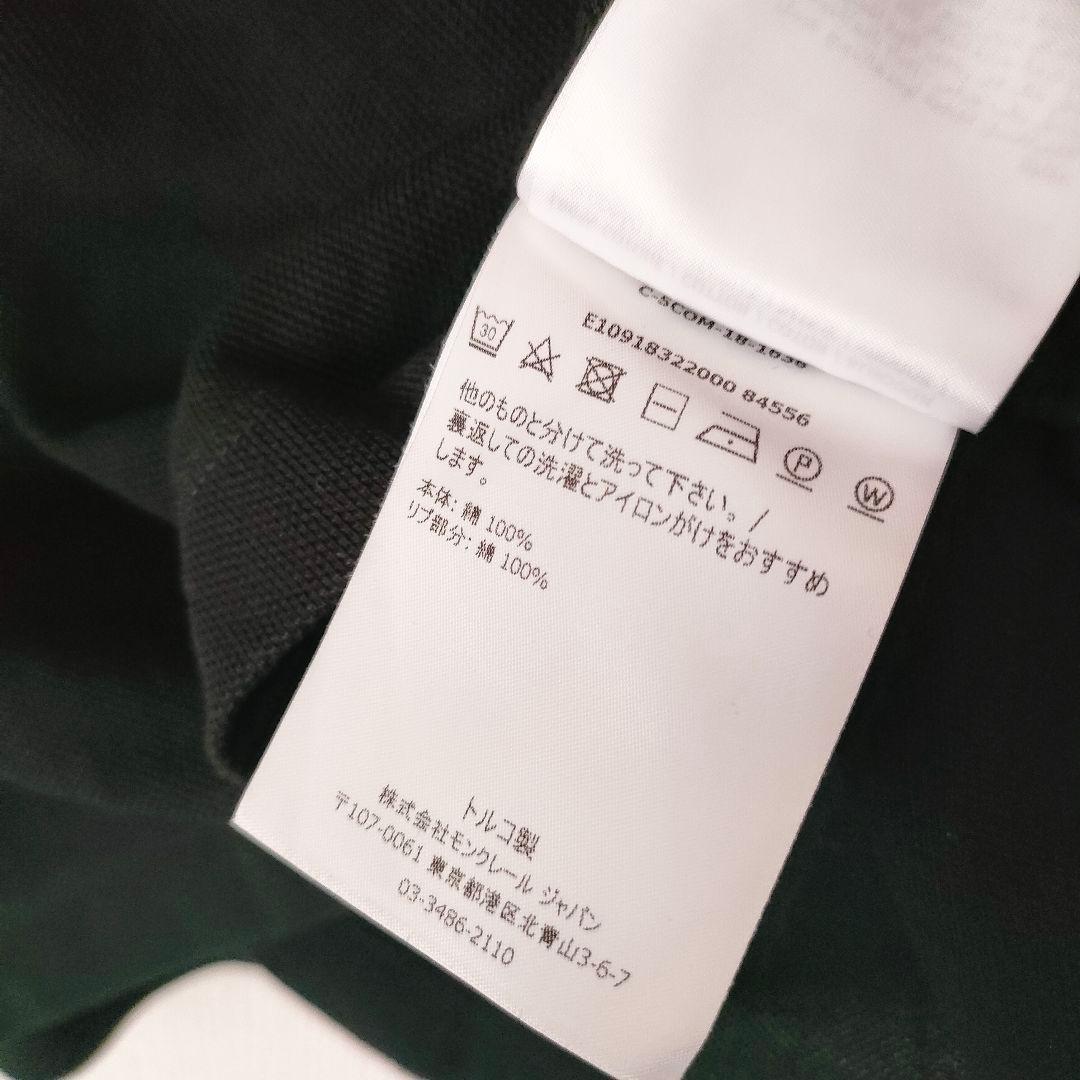 C-SCOM-18-1636
E10918322000 84556
30
P W
他のものと分けて洗って下さい。/
裏返しての洗濯とアイロンがけをおすすめ
します。
本体: 綿 100%
リブ部分: 綿 100%
トルコ製
株式会社モンクレール ジャパン
〒107-0061 東京都港区北青山3-6-7
03-3486-2110